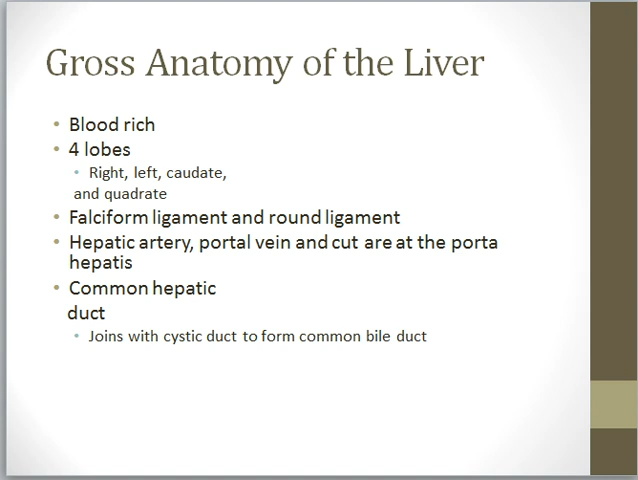 Gross Anatomy of the Liver
• Blood rich
• 4 lobes
• Right, left, caudate,
and quadrate
• Falciform ligament and round ligament
• Hepatic artery, portal vein and cut are at the porta
hepatis
• Common hepatic
duct
• Joins with cystic duct to form common bile duct